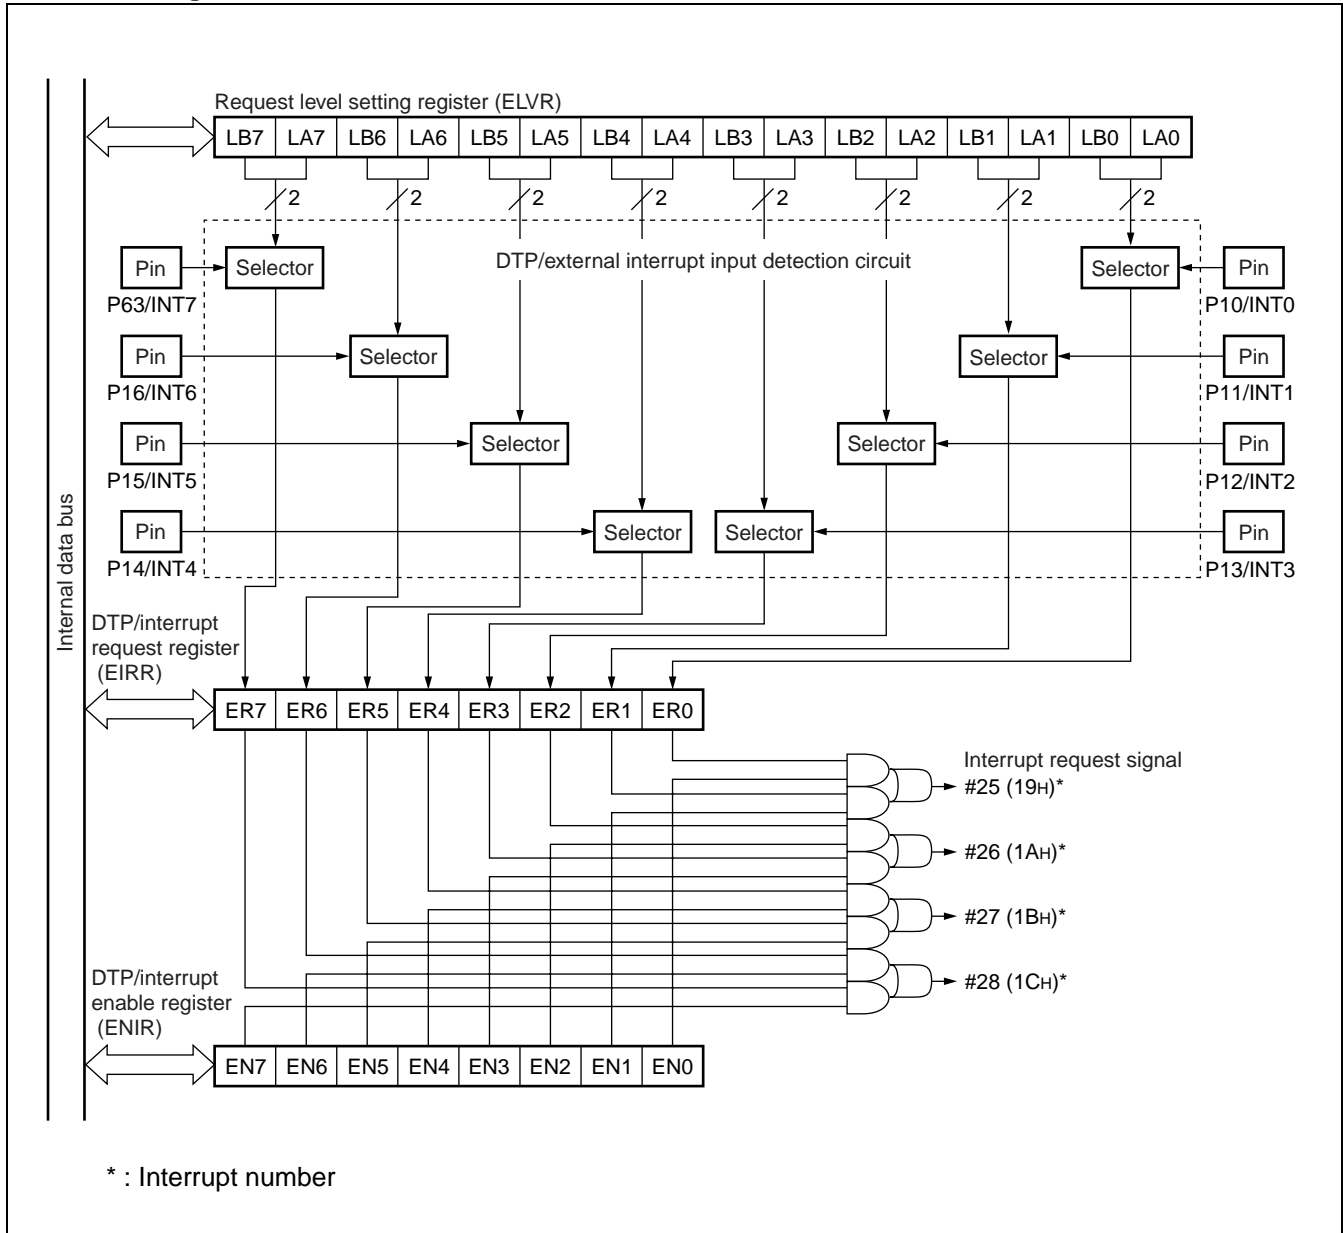 Request level setting register (ELVR)
LB7 LA7 LB6 LA6 LB5 LA5 LB4 LA4 LB3 LA3 LB2 LA2 LB1 LA1 LB0 LA0
2 2 2 2 2 2 2 2
Pin Selector DTP/external interrupt input detection circuit Selector Pin
P63/INT7 P10/INT0
Pin Selector Selector Pin
P16/INT6 P11/INT1
Pin Selector Selector Pin
P15/INT5 P12/INT2
Pin Selector Selector Pin
P14/INT4 P13/INT3
Internal data bus
DTP/interrupt
request register
(EIRR)
ER7 ER6 ER5 ER4 ER3 ER2 ER1 ER0
Interrupt request signal
#25 (19H)*
#26 (1AH)*
#27 (1BH)*
#28 (1CH)*
DTP/interrupt
enable register
(ENIR)
EN7 EN6 EN5 EN4 EN3 EN2 EN1 EN0
* : Interrupt number